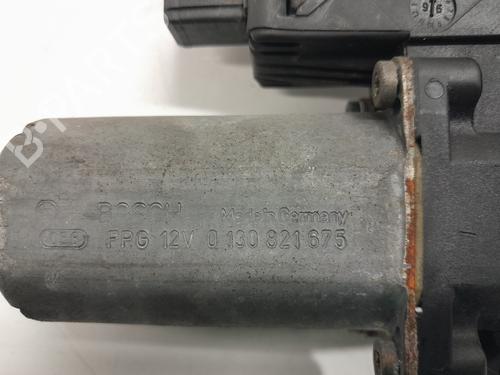 BOSCH Made in Germany
FPG 12V 0 130 821 675